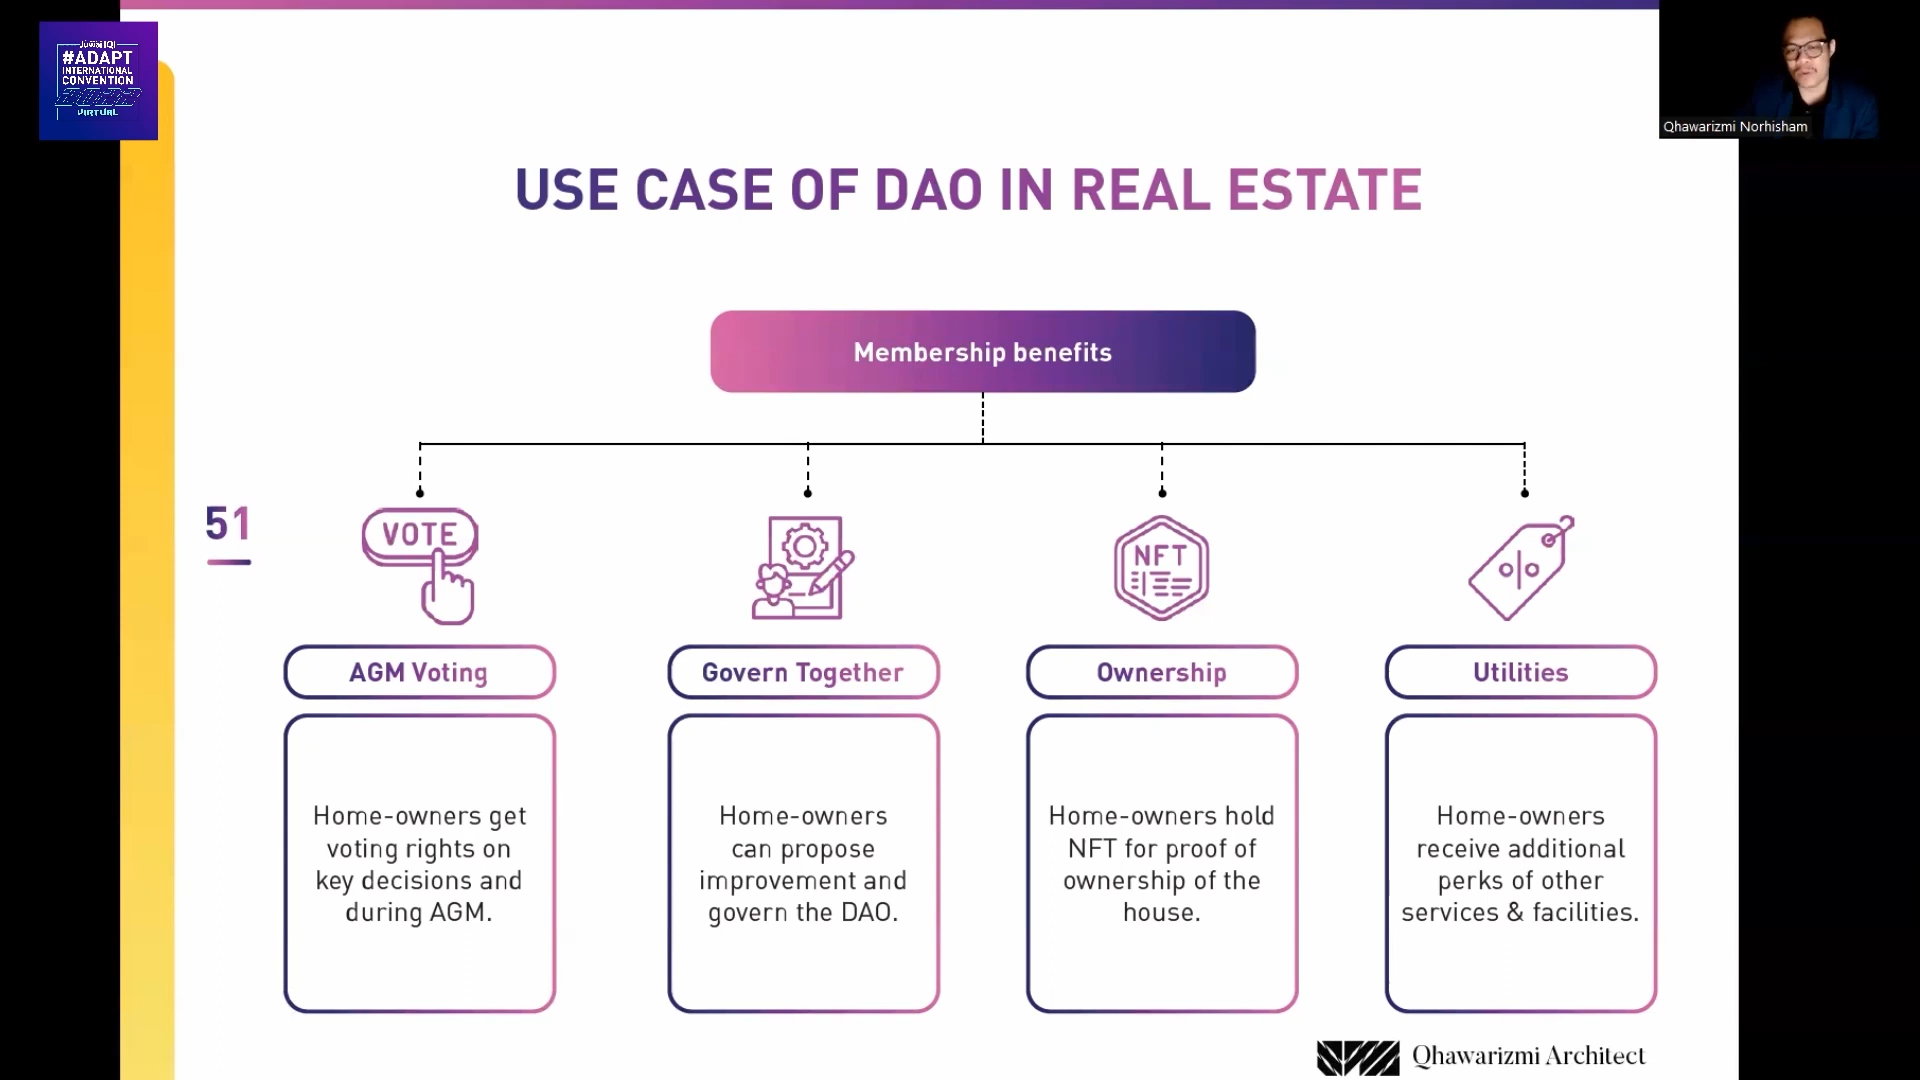 Juwai IQI
#ADAPT
INTERNATIONAL
CONVENTION
VIRTUAL
Qhawarizmi Norhisham
USE CASE OF DAO IN REAL ESTATE
Membership benefits
51
VOTE
NFT
AGM Voting
Govern Together
Ownership
Utilities
Home-owners get
voting rights on
key decisions and
during AGM.
Home-owners
can propose
improvement and
govern the DAO.
Home-owners hold
NFT for proof of
ownership of the
house.
Home-owners
receive additional
perks of other
services & facilities.
Qhawarizmi Architect